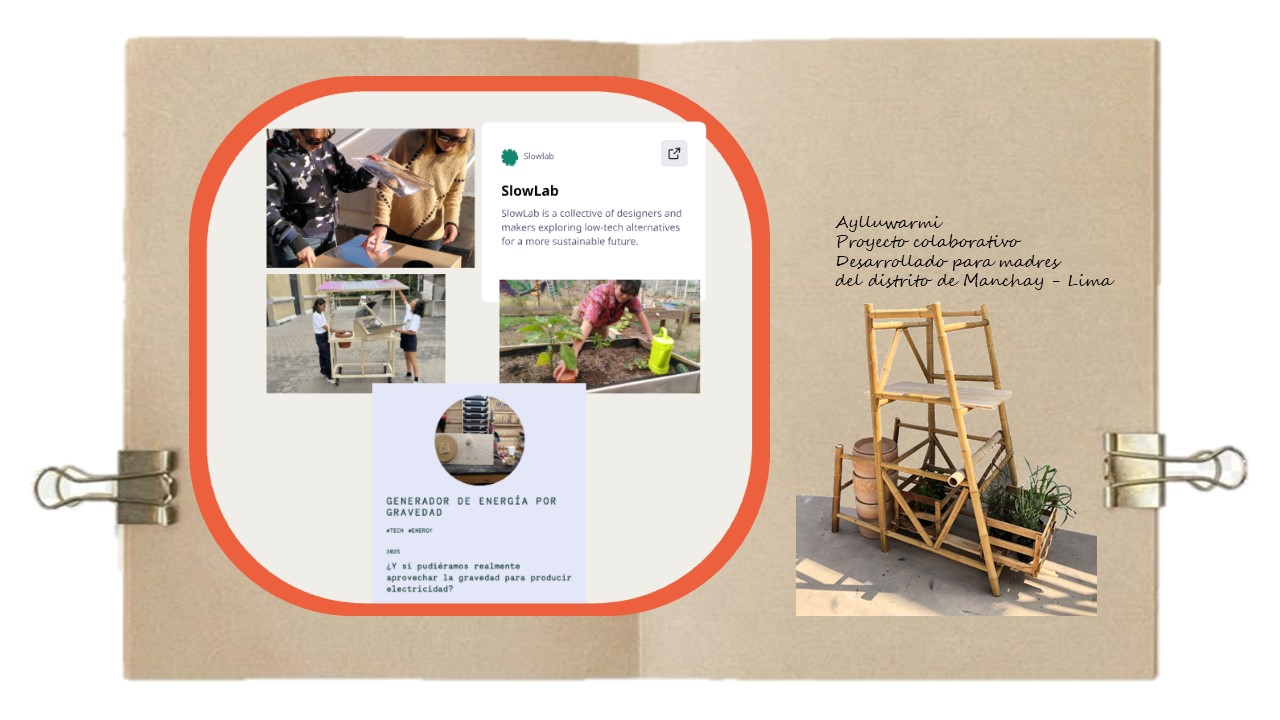 Slowlab
SlowLab
SlowLab is a collective of designers and
makers exploring low-tech alternatives
for a more sustainable future.
GENERADOR DE ENERGÍA POR
GRAVEDAD
#TECH #ENERGY
2023
¿Y si pudiéramos realmente
aprovechar la gravedad para producir
electricidad?
Aylluwarmi
Proyecto colaborativo
Desarrollado para madres
del distrito de Manchay - Lima